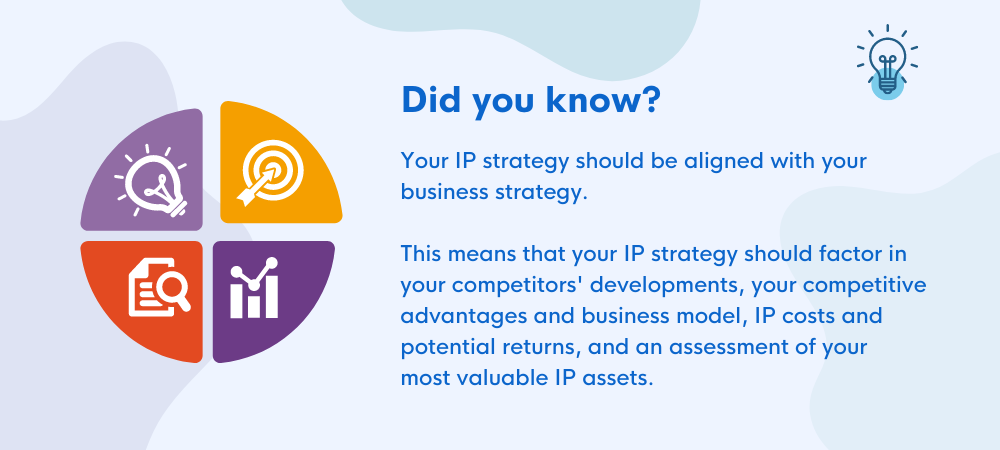 Did you know?
Your IP strategy should be aligned with your
business strategy.
This means that your IP strategy should factor in
your competitors' developments, your competitive
advantages and business model, IP costs and
potential returns, and an assessment of your
most valuable IP assets.